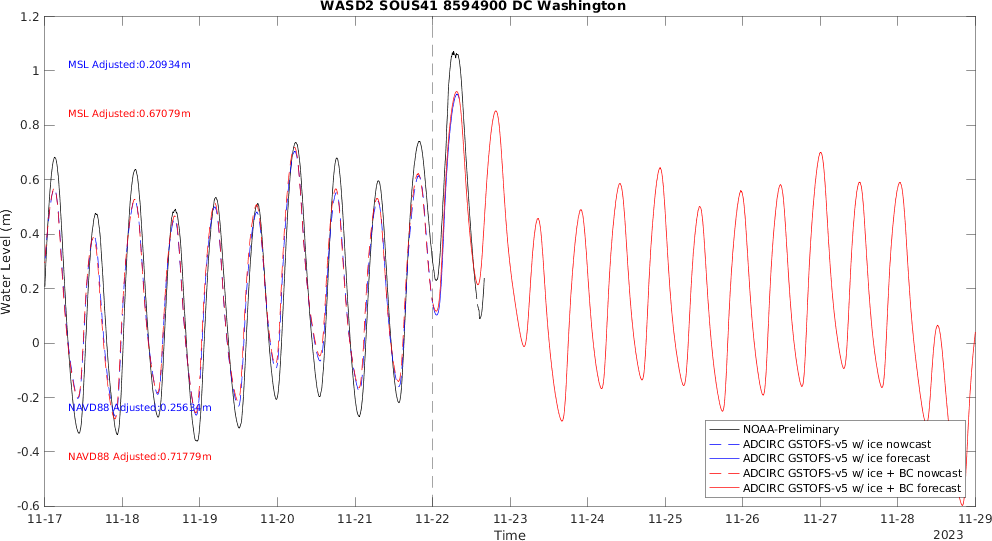 WASD2 SOUS41 8594900 DC Washington
1.2
1
0.8
0.6
0.4
0.2
0
-0.2
-0.4
-0.6
Water Level (m)
MSL Adjusted:0.20934m
MSL Adjusted:0.67079m
NAVD88 Adjusted:0.25634m
NAVD88 Adjusted:0.71779m
NOAA-Preliminary
ADCIRC GSTOFS-v5 w/ ice nowcast
ADCIRC GSTOFS-v5 w/ ice forecast
ADCIRC GSTOFS-v5 w/ ice + BC nowcast
ADCIRC GSTOFS-v5 w/ ice + BC forecast
11-17 11-18 11-19 11-20 11-21 11-22 11-23 11-24 11-25 11-26 11-27 11-28 11-29
Time
2023